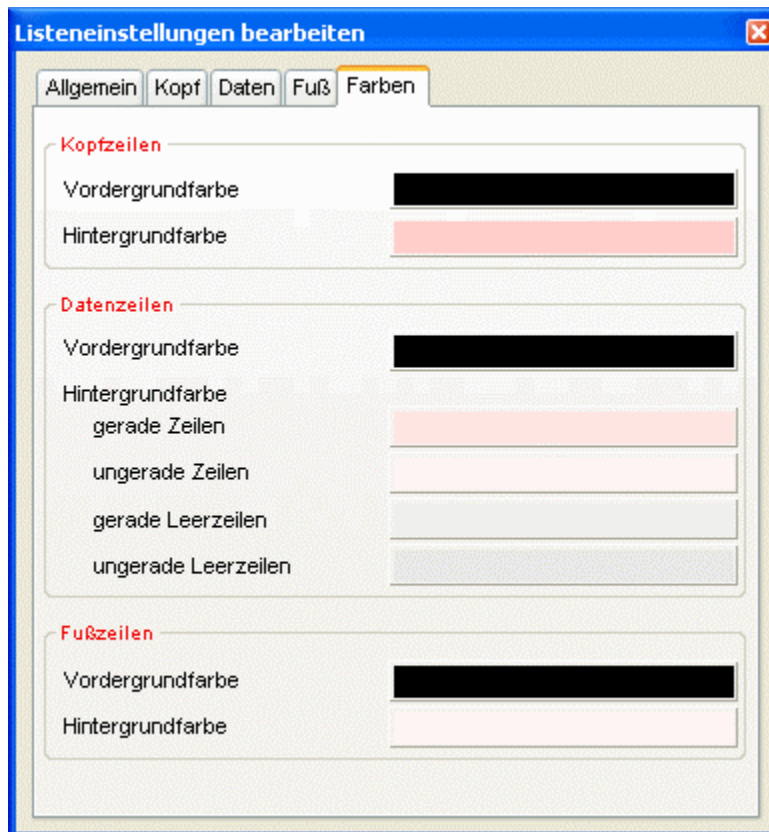 Listeneinstellungen bearbeiten
Allgemein Kopf Daten Fuß Farben
Kopfzeilen
Vordergrundfarbe
Hintergrundfarbe
Datenzeilen
Vordergrundfarbe
Hintergrundfarbe
gerade Zeilen
ungerade Zeilen
gerade Leerzeilen
ungerade Leerzeilen
Fußzeilen
Vordergrundfarbe
Hintergrundfarbe